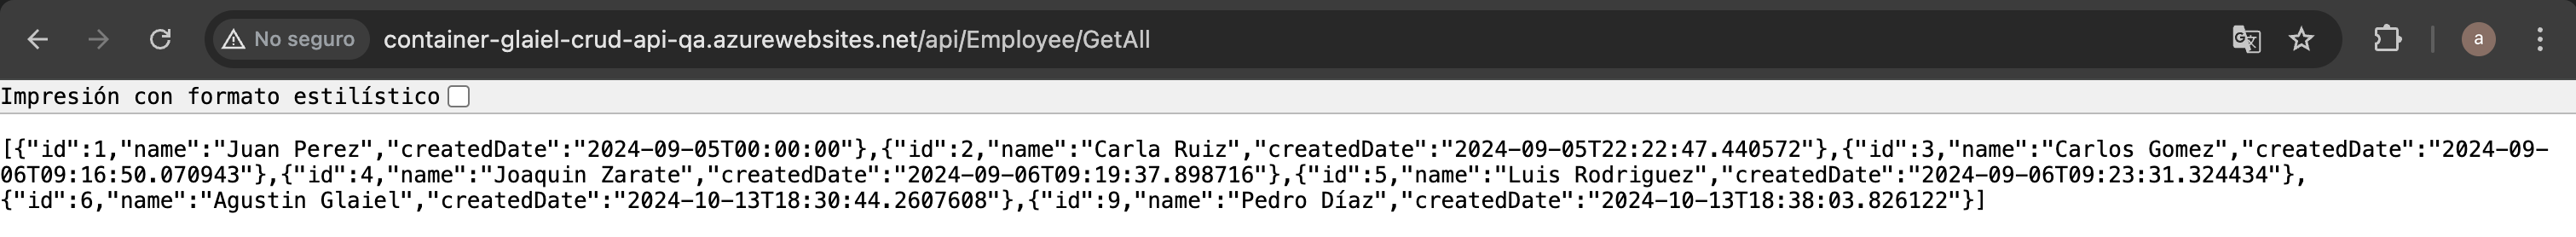 No seguro container-glaiel-crud-api-qa.azurewebsites.net/api/Employee/GetAll a
Impresión con formato estilístico
[{"id":1,"name":"Juan Perez","createdDate":"2024-09-05T00:00:00"},{"id":2,"name":"Carla Ruiz","createdDate":"2024-09-05T22:22:47.440572"},{"id":3,"name":"Carlos Gomez","createdDate":"2024-09-
06T09:16:50.070943"},{"id":4,"name":"Joaquin Zarate","createdDate":"2024-09-06T09:19:37.898716"},{"id":5,"name":"Luis Rodriguez","createdDate":"2024-09-06T09:23:31.324434"},
{"id":6,"name":"Agustin Glaiel","createdDate":"2024-10-13T18:30:44.2607608"},{"id":9,"name":"Pedro Díaz","createdDate":"2024-10-13T18:38:03.826122"}]